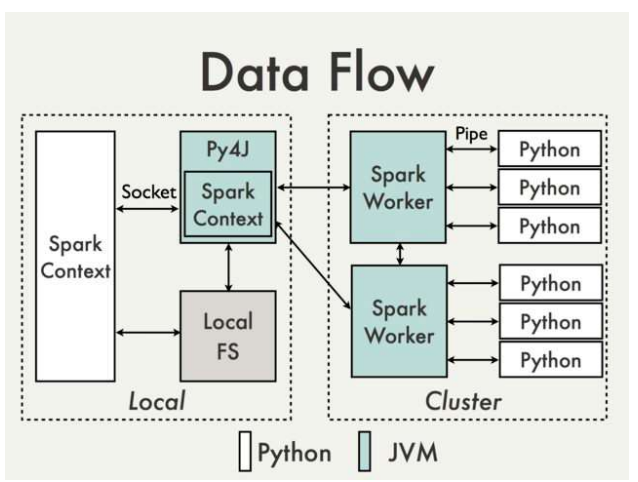 Data Flow
Spark
Context
Socket
Py4J
Spark
Context
Local
FS
Local
Spark
Worker
Pipe
Python
Python
Python
Spark
Worker
Python
Python
Python
Cluster
Python
JVM